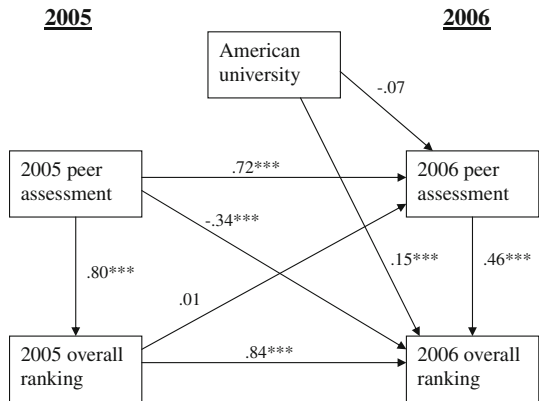 2005
2006
American
university
-.07
2005 peer
assessment
.72***
2006 peer
assessment
-.34***
.80***
.01
.15***
.46***
2005 overall
ranking
.84***
2006 overall
ranking